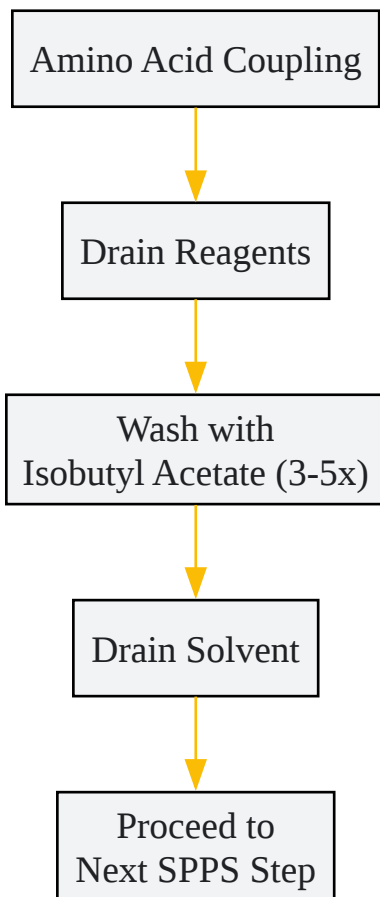 Amino Acid Coupling
Drain Reagents
Wash with
Isobutyl Acetate (3-5x)
Drain Solvent
Proceed to
Next SPPS Step